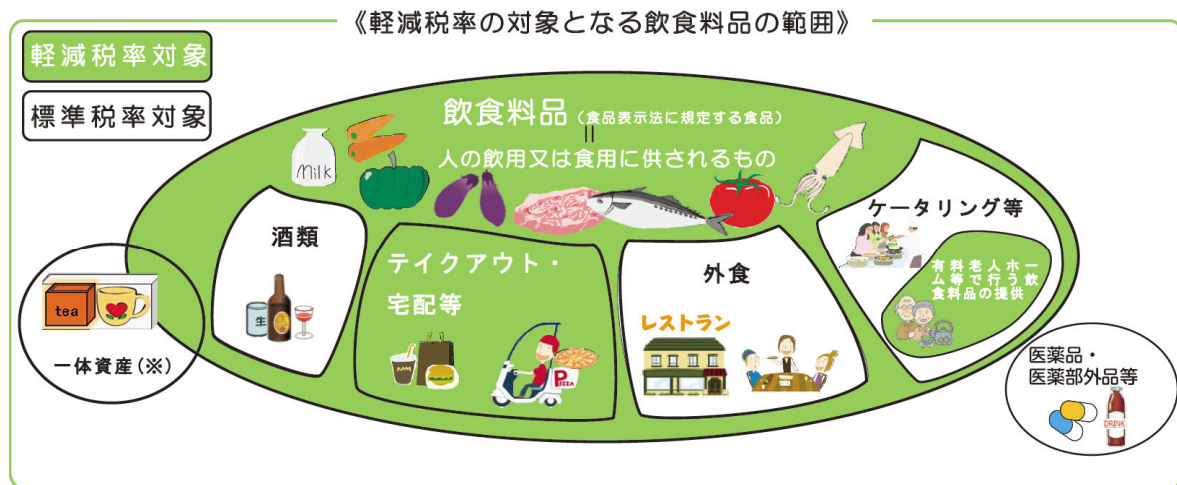 《軽減税率の対象となる飲食料品の範囲》
軽減税率対象
標準税率対象
飲食料品（食品表示法に規定する食品）
=
人の飲用又は食用に供されるもの
Milk
酒類
生
テイクアウト・
宅配等
PIZZA
外食
レストラン
ケータリング等
有料老人ホー
ム等で行う飲
食料品の提供
tea
一体資産(※)
医薬品・
医薬部外品等
DRINK